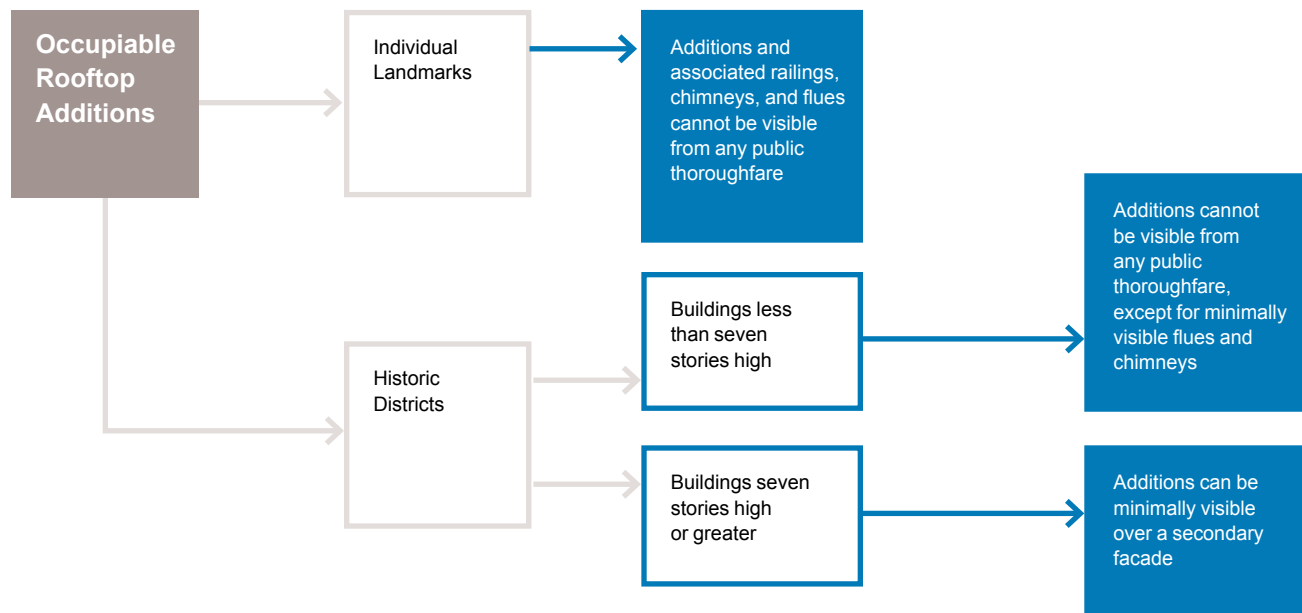 Occupiable
Rooftop
Additions
Individual
Landmarks
Additions and
associated railings,
chimneys, and flues
cannot be visible
from any public
thoroughfare
Historic
Districts
Buildings less
than seven
stories high
Additions cannot
be visible from
any public
thoroughfare,
except for minimally
visible flues and
chimneys
Buildings seven
stories high
or greater
Additions can be
minimally visible
over a secondary
facade